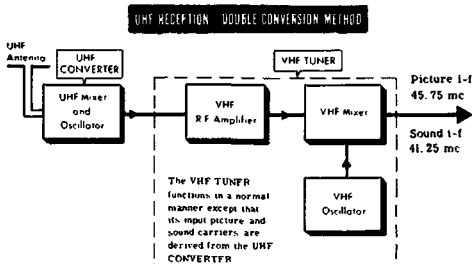 UHF RECEPTION DOUBLE CONVERSION METHOD
UHF
Antenna
UHF
CONVERTER
UHF Mixer
and
Oscillator
VHF TUNER
VHF
R.F. Amplifier
VHF Mixer
Picture i-f
45.75 mc
Sound i-f
41.25 mc
VHF
Oscillator
The VHF TUNER
functions in a normal
manner except that
its input picture and
sound carriers are
derived from the UHF
CONVERTER